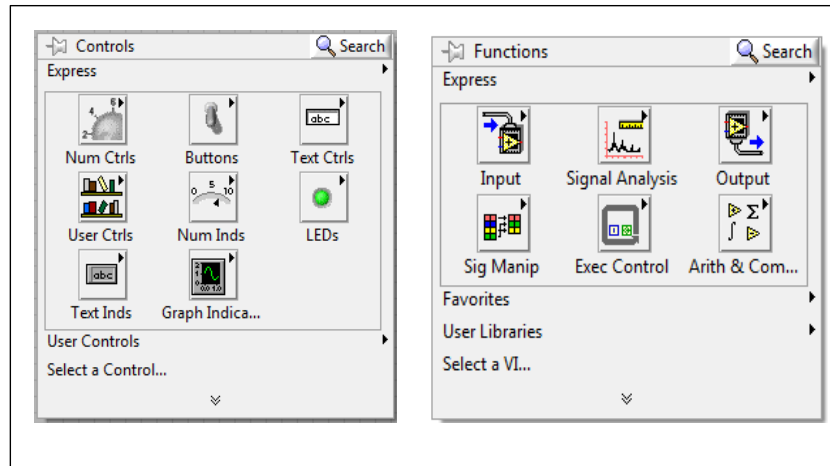 Controls Search
Express
Num Ctrls Buttons Text Ctrls
User Ctrls Num Inds LEDs
Text Inds Graph Indica...
User Controls
Select a Control...
Functions Search
Express
Input Signal Analysis Output
Sig Manip Exec Control Arith & Com...
Favorites
User Libraries
Select a VI...